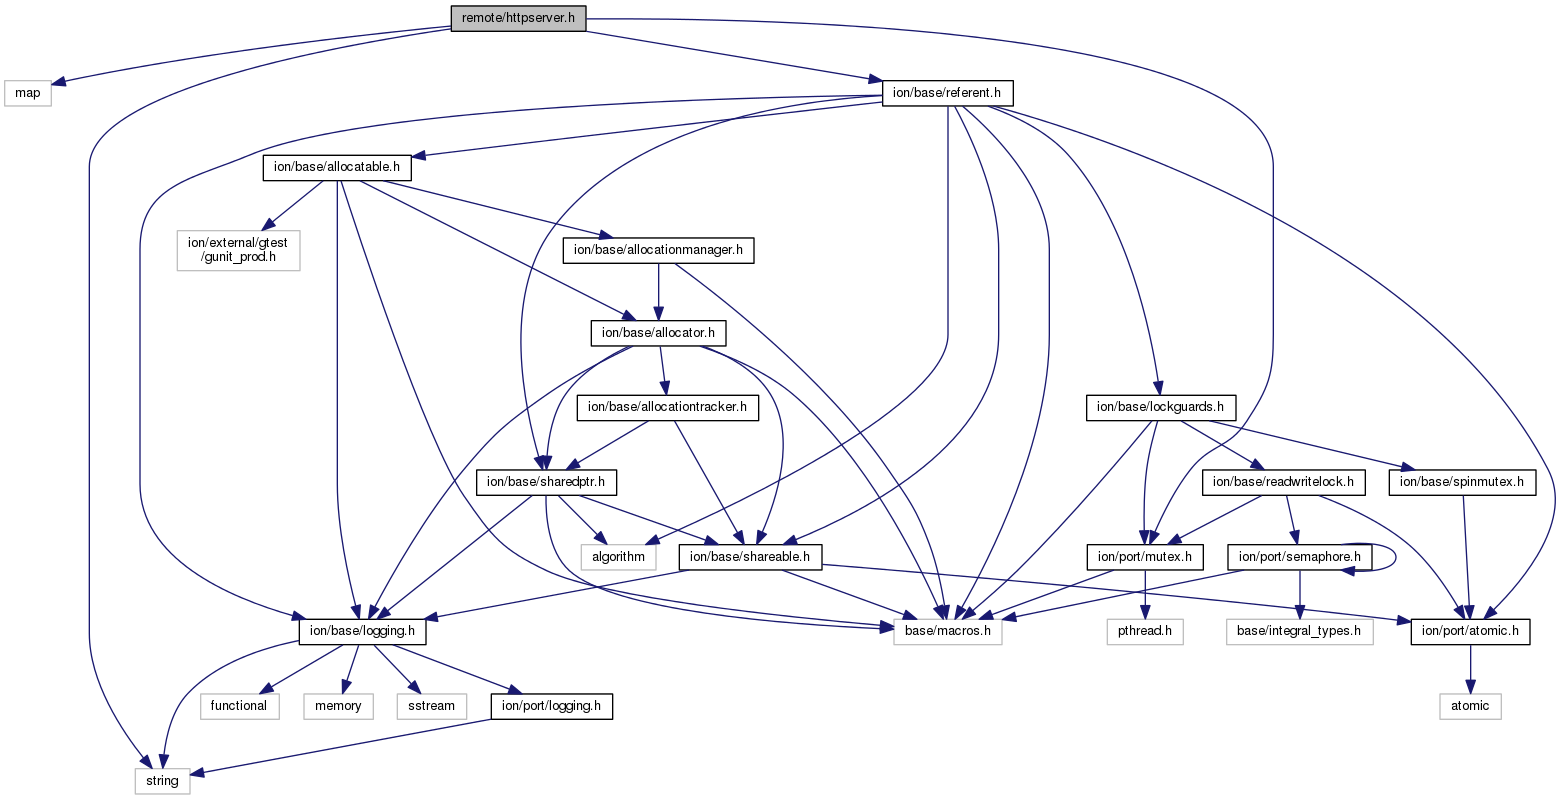 remote/httpserver.h
map
ion/base/referent.h
ion/base/allocatable.h
ion/external/gtest
/gunit_prod.h
ion/base/allocationmanager.h
ion/base/allocator.h
ion/base/allocationtracker.h
ion/base/lockguards.h
ion/base/sharedptr.h
ion/base/readwritelock.h
ion/base/spinmutex.h
algorithm
ion/base/shareable.h
ion/port/mutex.h
ion/port/semaphore.h
ion/base/logging.h
base/macros.h
pthread.h
base/integral_types.h
ion/port/atomic.h
functional
memory
sstream
ion/port/logging.h
atomic
string